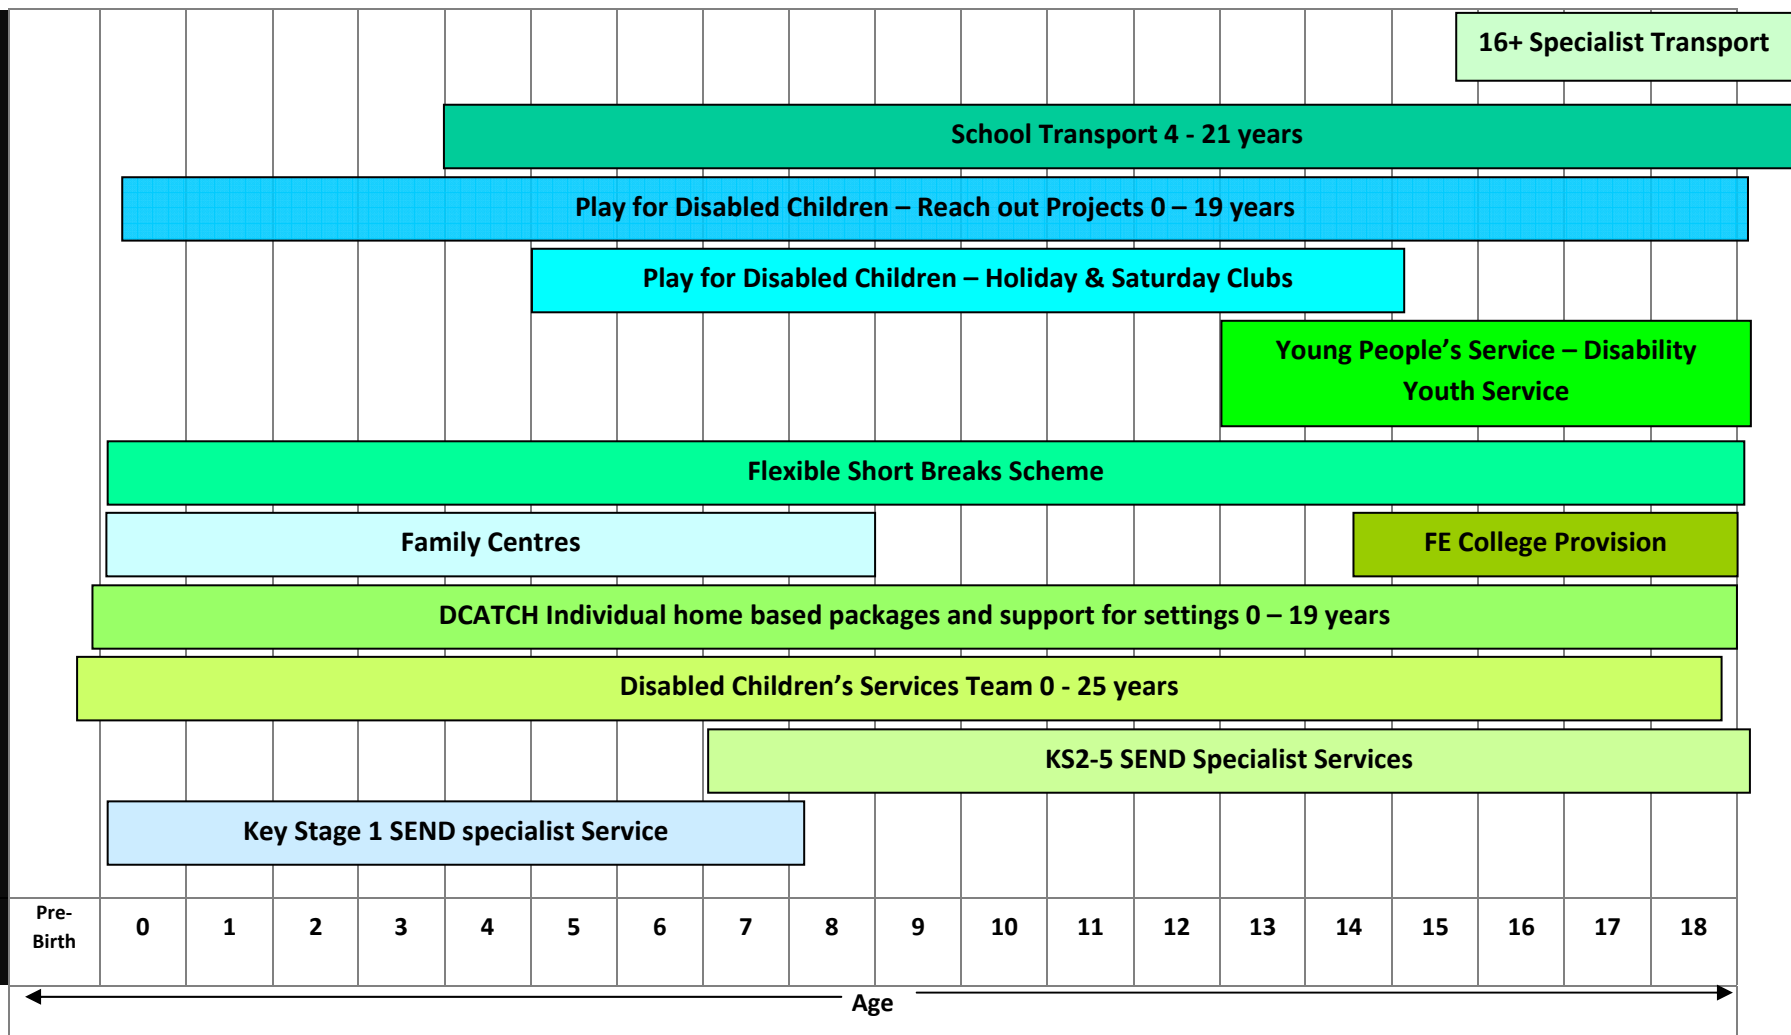 16+ Specialist Transport
School Transport 4 - 21 years
Play for Disabled Children – Reach out Projects 0 – 19 years
Play for Disabled Children – Holiday & Saturday Clubs
Young People’s Service – Disability
Youth Service
Flexible Short Breaks Scheme
Family Centres
FE College Provision
DCATCH Individual home based packages and support for settings 0 – 19 years
Disabled Children’s Services Team 0 - 25 years
KS2-5 SEND Specialist Services
Key Stage 1 SEND specialist Service
Pre-
Birth
0 1 2 3 4 5 6 7 8 9 10 11 12 13 14 15 16 17 18
Age